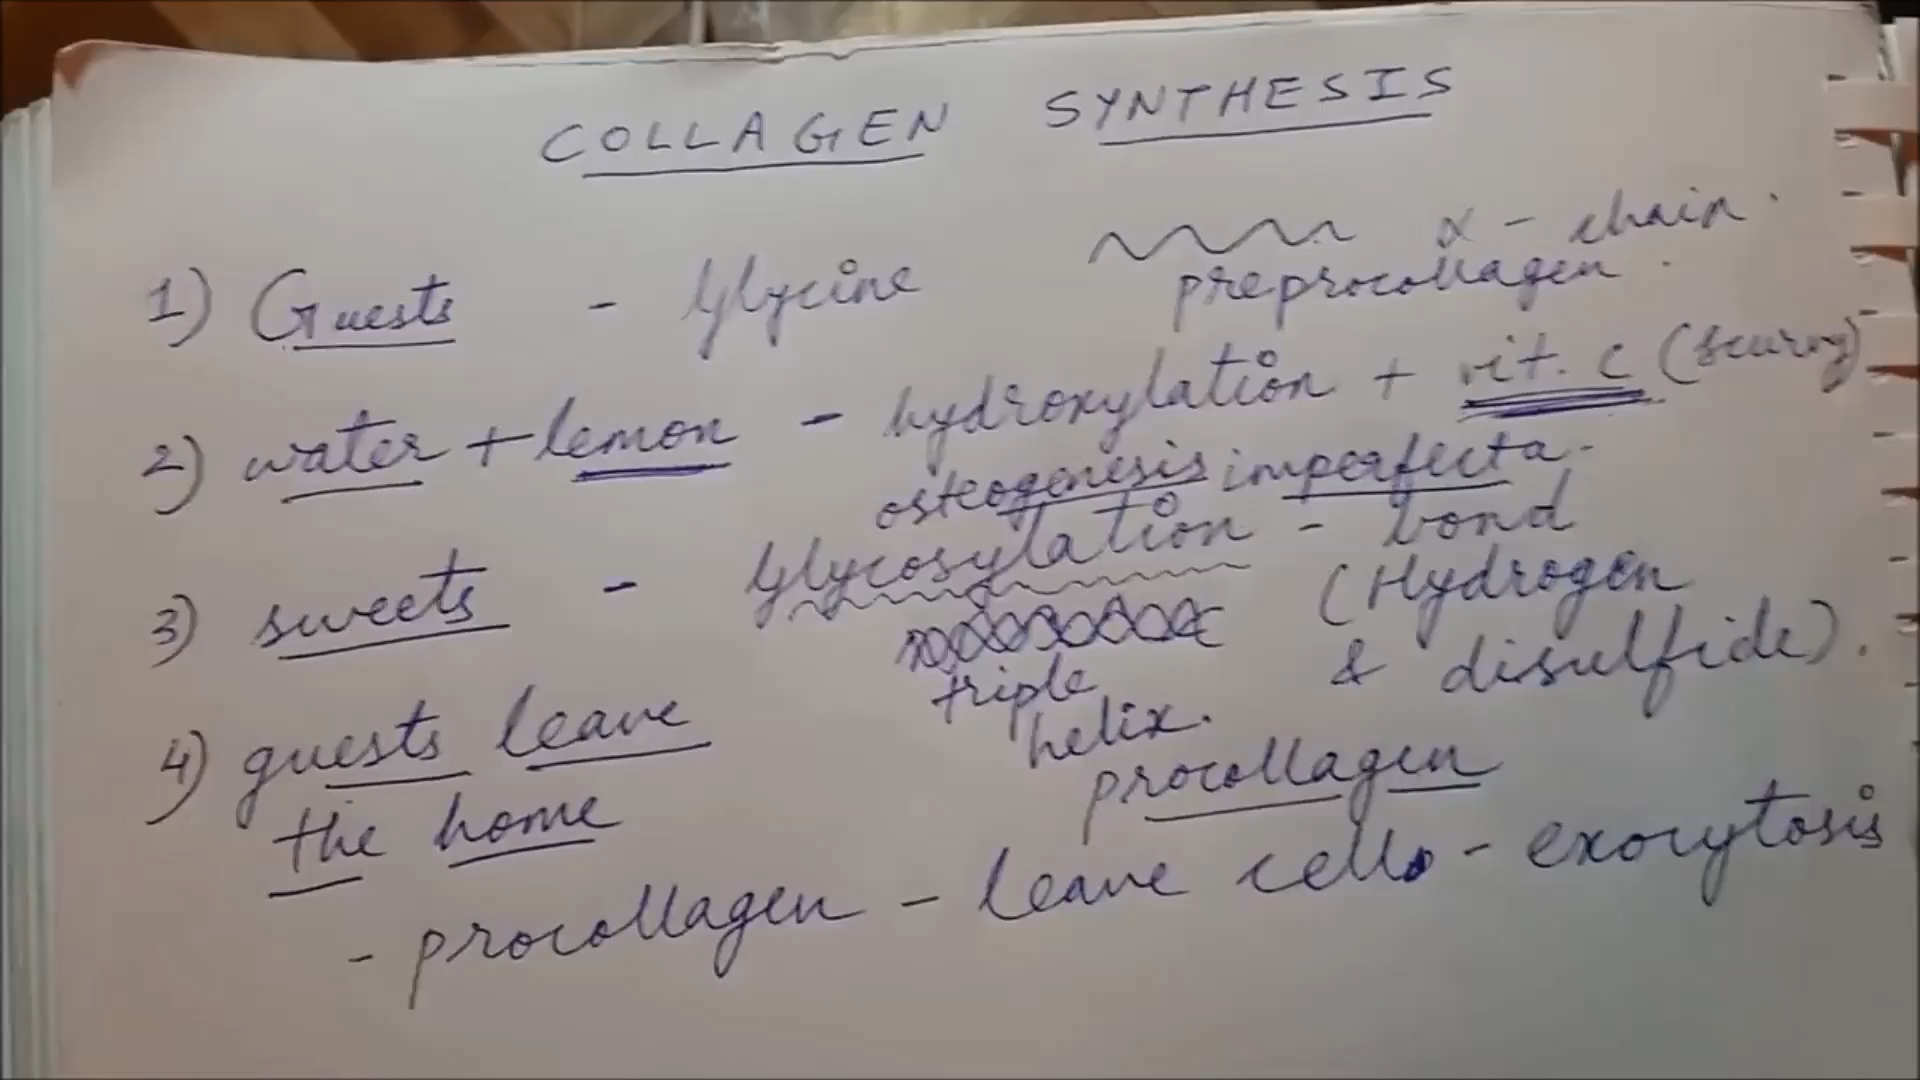 COLLAGEN SYNTHESIS
1) Guests - Glycine α - chain.
preprocollagen.
2) water + lemon - hydroxylation + vit. C (scurvy)
osteogenesis imperfecta.
3) sweets - Glycosylation - bond
(Hydrogen
& disulfide).
triple
helix.
4) guests leave
the home
procollagen
- procollagen - leave cells - exocytosis